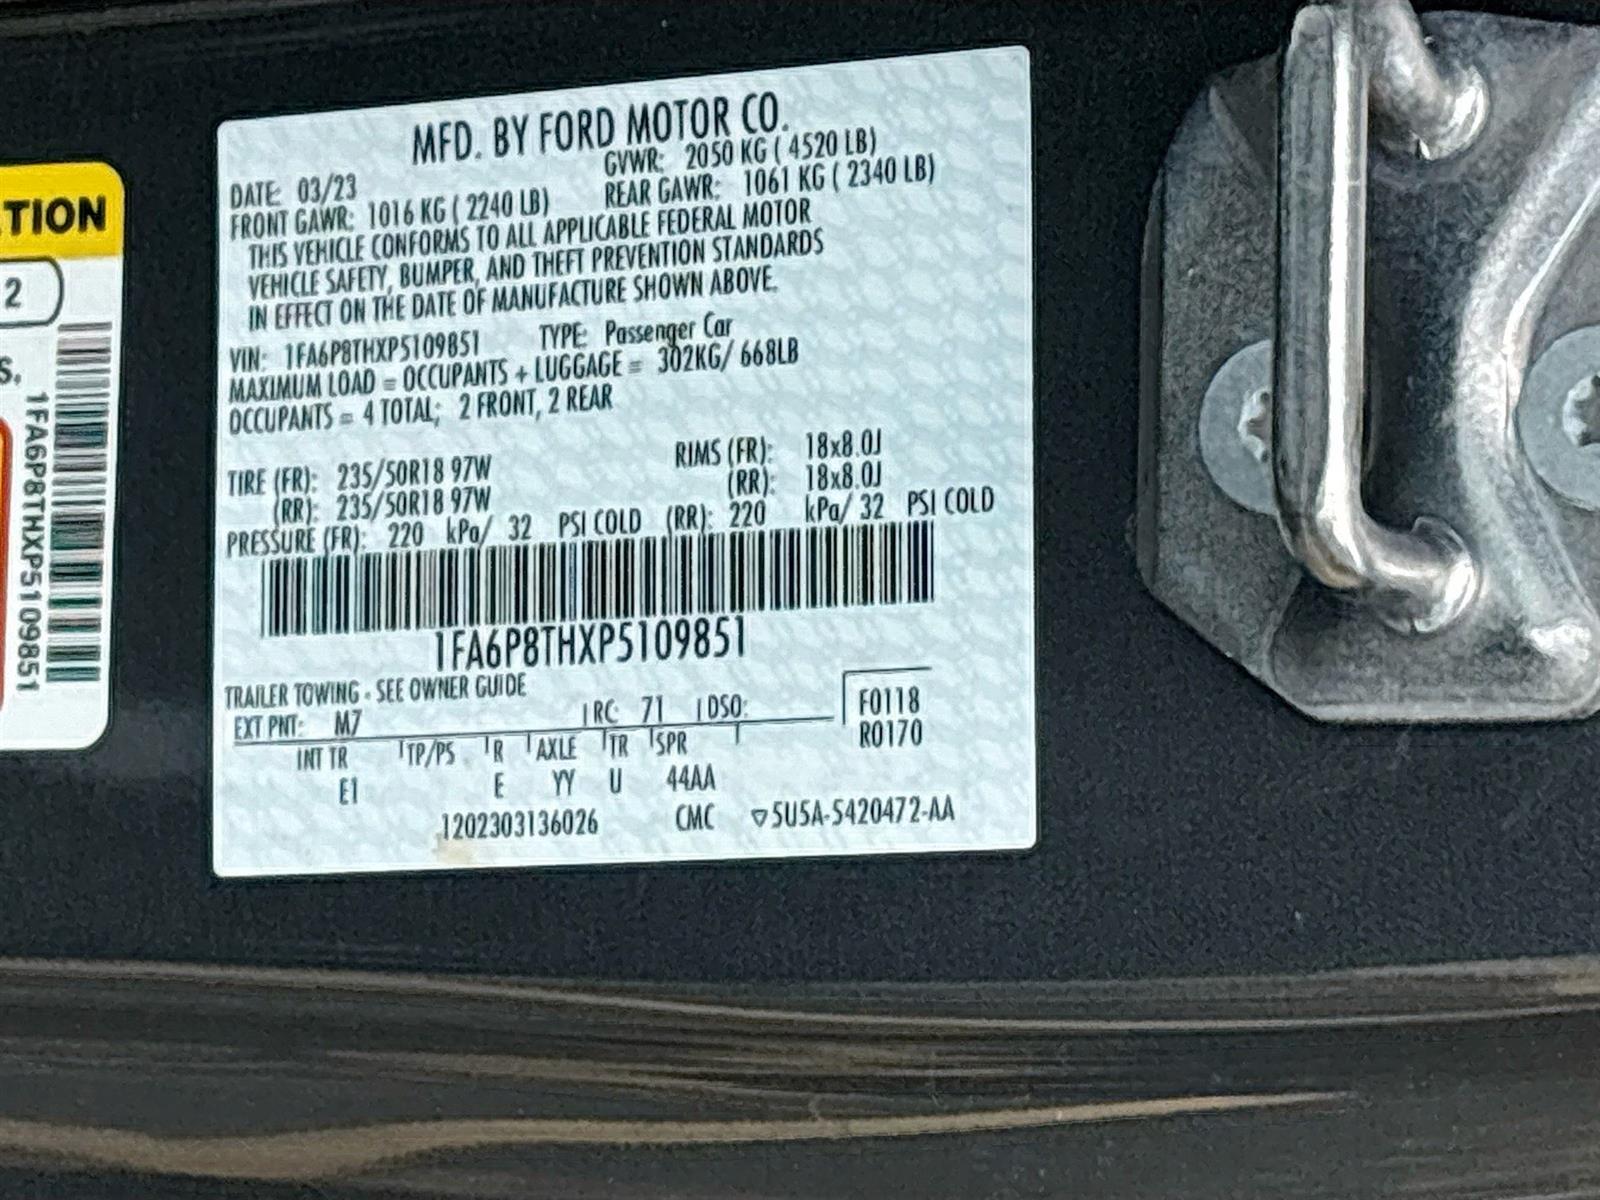 TION
2
S.
1FA6P8THXP5109851
MFD. BY FORD MOTOR CO.
DATE: 03/23 GVWR: 2050 KG ( 4520 LB)
FRONT GAWR: 1016 KG ( 2240 LB) REAR GAWR: 1061 KG ( 2340 LB)
THIS VEHICLE CONFORMS TO ALL APPLICABLE FEDERAL MOTOR
VEHICLE SAFETY, BUMPER, AND THEFT PREVENTION STANDARDS
IN EFFECT ON THE DATE OF MANUFACTURE SHOWN ABOVE.
VIN: 1FA6P8THXP5109851 TYPE: Passenger Car
MAXIMUM LOAD = OCCUPANTS + LUGGAGE = 302KG/ 668LB
OCCUPANTS = 4 TOTAL; 2 FRONT, 2 REAR
TIRE (FR): 235/50R18 97W RIMS (FR): 18x8.0J
(RR): 235/50R18 97W (RR): 18x8.0J
PRESSURE (FR): 220 kPa/ 32 PSI COLD (RR): 220 kPa/ 32 PSI COLD
1FA6P8THXP5109851
TRAILER TOWING - SEE OWNER GUIDE
EXT PNT: M7 RC: 71 DSO: F0118
R0170
INT TR TP/PS R AXLE TR SPR
E1 E YY U 44AA
1202303136026 CMC ▽5U5A-5420472-AA